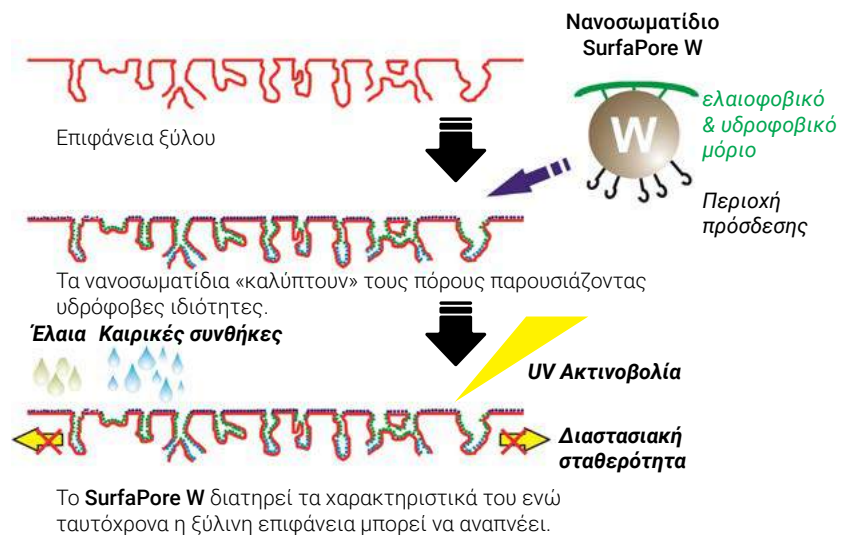 Νανοσωματίδιο
SurfaPore W
W
ελαιοφοβικό
& υδροφοβικό
μόριο
Περιοχή
πρόσδεσης
Επιφάνεια ξύλου
Τα νανοσωματίδια «καλύπτουν» τους πόρους παρουσιάζοντας
υδρόφοβες ιδιότητες.
Έλαια Καιρικές συνθήκες
UV Ακτινοβολία
Διαστασιακή
σταθερότητα
Το SurfaPore W διατηρεί τα χαρακτηριστικά του ενώ
ταυτόχρονα η ξύλινη επιφάνεια μπορεί να αναπνέει.